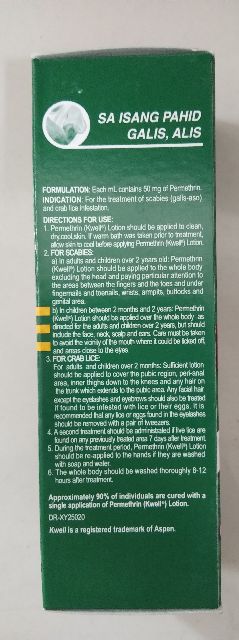 SA ISANG PAHID
GALIS, ALIS
FORMULATION: Each mL contains 50 mg of Permethrin.
INDICATION: For the treatment of scabies (galis-aso)
and crab lice infestation.
DIRECTIONS FOR USE:
1. Permethrin (Kwell®) Lotion should be applied to clean,
dry,cool,skin. If warm bath was taken prior to treatment,
allow skin to cool before applying Permethrin (Kwell®) Lotion.
2. FOR SCABIES:
a) In adults and children over 2 years old: Permethrin
(Kwell®) Lotion should be applied to the whole body
excluding the head and paying particular attention to
the areas between the fingers and the toes and under
fingernails and toenails, wrists, armpits, buttocks and
genital area.
b) In children between 2 months and 2 years: Permethrin
(Kwell®) Lotion should be applied over the whole body as
directed for the adults and children over 2 years, but should
include the face, neck, scalp and ears. Care must be taken
to avoid the vicinity of the mouth where it could be licked off,
and areas close to the eyes.
3. FOR CRAB LICE:
For adults and children over 2 months: Sufficient lotion
should be applied to cover the pubic region, peri-anal
area, inner thighs down to the knees and any hair on
the trunk which extends to the pubic area. Any facial hair
except the eyelashes and eyebrows should also be treated
if found to be infested with lice or their eggs. It is
recommended that any lice or eggs found in the eyelashes
should be removed with a pair of tweezers.
4. A second treatment should be administrated if live lice are
found on any previously treated area 7 days after treatment.
5. During the treatment period, Permethrin (Kwell®) Lotion
should be re-applied to the hands if they are washed
with soap and water.
6. The whole body should be washed thoroughly 8-12
hours after treatment.
Approximately 90% of individuals are cured with a
single application of Permethrin (Kwell®) Lotion.
DR-XY25020
Kwell is a registered trademark of Aspen.